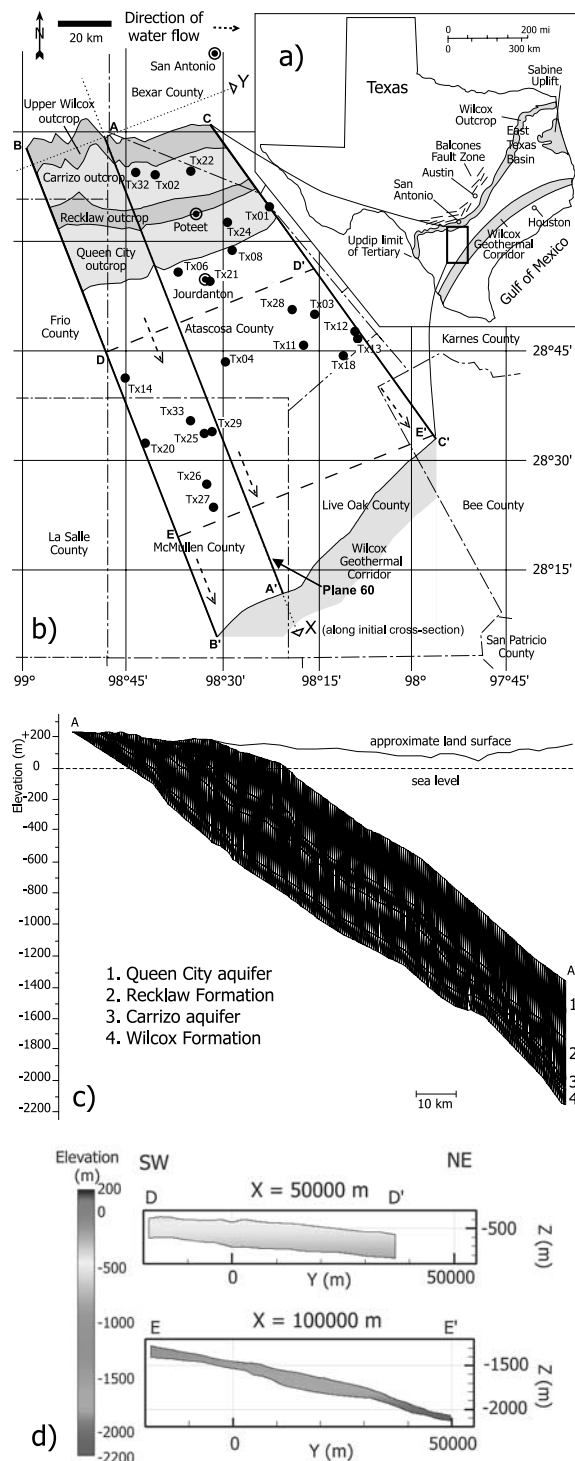 N
20 km
Direction of
water flow
a)
0 200 mi
0 300 km
San Antonio
Bexar County
Y
Texas
Sabine
Uplift
Upper Wilcox
outcrop
A
C
B
Wilcox
Outcrop
East
Texas
Basin
Balcones
Fault Zone
Austin
San
Antonio
Houston
Wilcox
Geothermal
Corridor
Updip limit
of Tertiary
Gulf of Mexico
Carrizo outcrop
Tx32
Tx02
Tx22
Recklaw outcrop
Poteet
Tx01
Tx24
Queen City
outcrop
Tx08
Tx06
Tx21
Jourdanton
D'
Frio
County
Atascosa County
Tx28
Tx03
Tx12
Tx13
Tx11
Tx18
Karnes County
28°45'
D
Tx04
Tx14
Tx33
Tx29
Tx25
Tx20
E'
C'
28°30'
Tx26
Tx27
Live Oak County
Bee County
E
La Salle
County
McMullen County
Wilcox
Geothermal
Corridor
28°15'
Plane 60
A'
b)
B'
X (along initial cross-section)
San Patricio
County
99° 98°45' 98°30' 98°15' 98° 97°45'
A
Elevation (m)
+200
0
-200
-400
-600
-800
-1000
-1200
-1400
-1600
-1800
-2000
-2200
approximate land surface
sea level
1. Queen City aquifer
2. Recklaw Formation
3. Carrizo aquifer
4. Wilcox Formation
1
2
3
4
10 km
c)
Elevation
(m)
200
0
-500
-1000
-1500
-2000
-2200
SW
NE
X = 50000 m
D
D'
-500
Z (m)
0 50000
Y (m)
X = 100000 m
E
E'
-1500
-2000
Z (m)
0 50000
Y (m)
d)